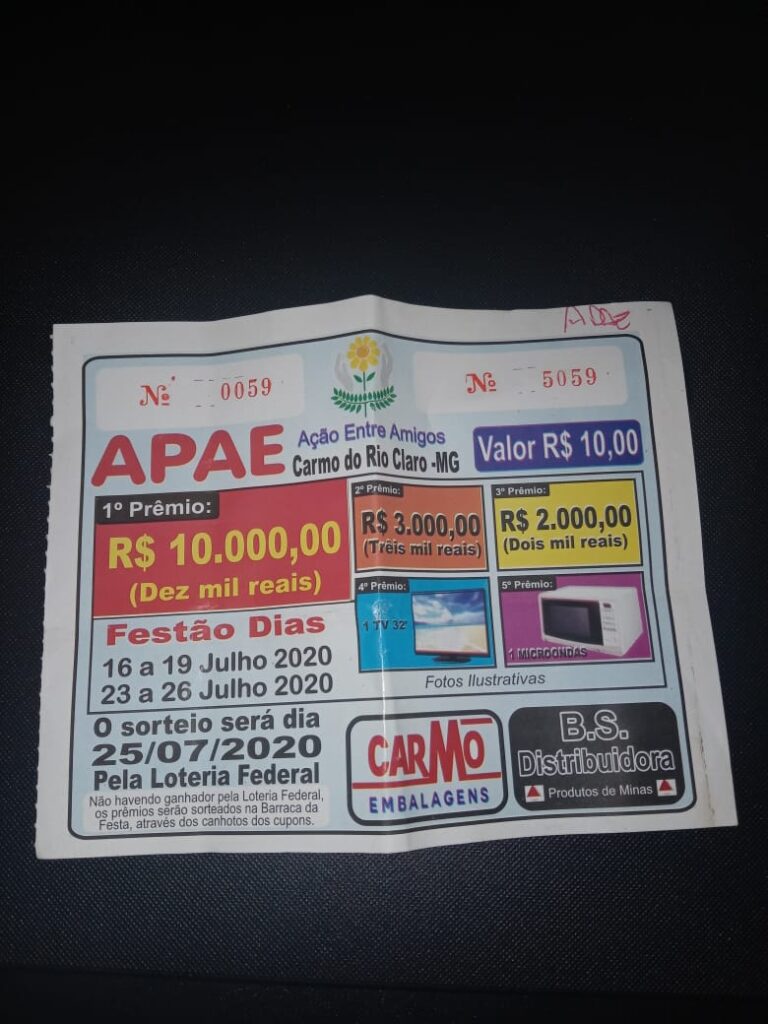 Nº 0059
Nº 5059
APAE
Ação Entre Amigos
Carmo do Rio Claro -MG
Valor R$ 10,00
1º Prêmio:
R$ 10.000,00
(Dez mil reais)
2º Prêmio:
R$ 3.000,00
(Trêis mil reais)
3º Prêmio:
R$ 2.000,00
(Dois mil reais)
4º Prêmio:
1 TV 32'
5º Prêmio:
1 MICROONDAS
Fotos Ilustrativas
Festão Dias
16 a 19 Julho 2020
23 a 26 Julho 2020
O sorteio será dia
25/07/2020
Pela Loteria Federal
Não havendo ganhador pela Loteria Federal,
os prêmios serão sorteados na Barraca da
Festa, através dos canhotos dos cupons.
CARMO
EMBALAGENS
B.S.
Distribuidora
Produtos de Minas